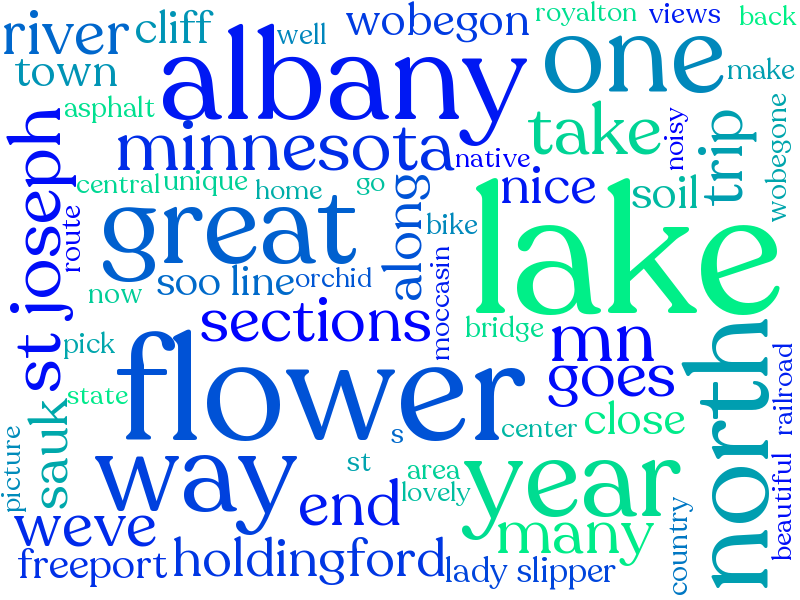 river
cliff
well
wobegon
royalton
views
back
town
albany
one
make
asphalt
minnesota
native
take
noisy
trip
wobegone
st joseph
central
unique
home
go
along
nice
soil
route
great
bike
lake
now
soo line
orchid
moccasin
sections
bridge
mn
north
pick
flower
goes
railroad
state
s
center
close
sauk
picture
way
st
area
lovely
year
beautiful
weve
end
many
country
freeport
holdingford
lady slipper